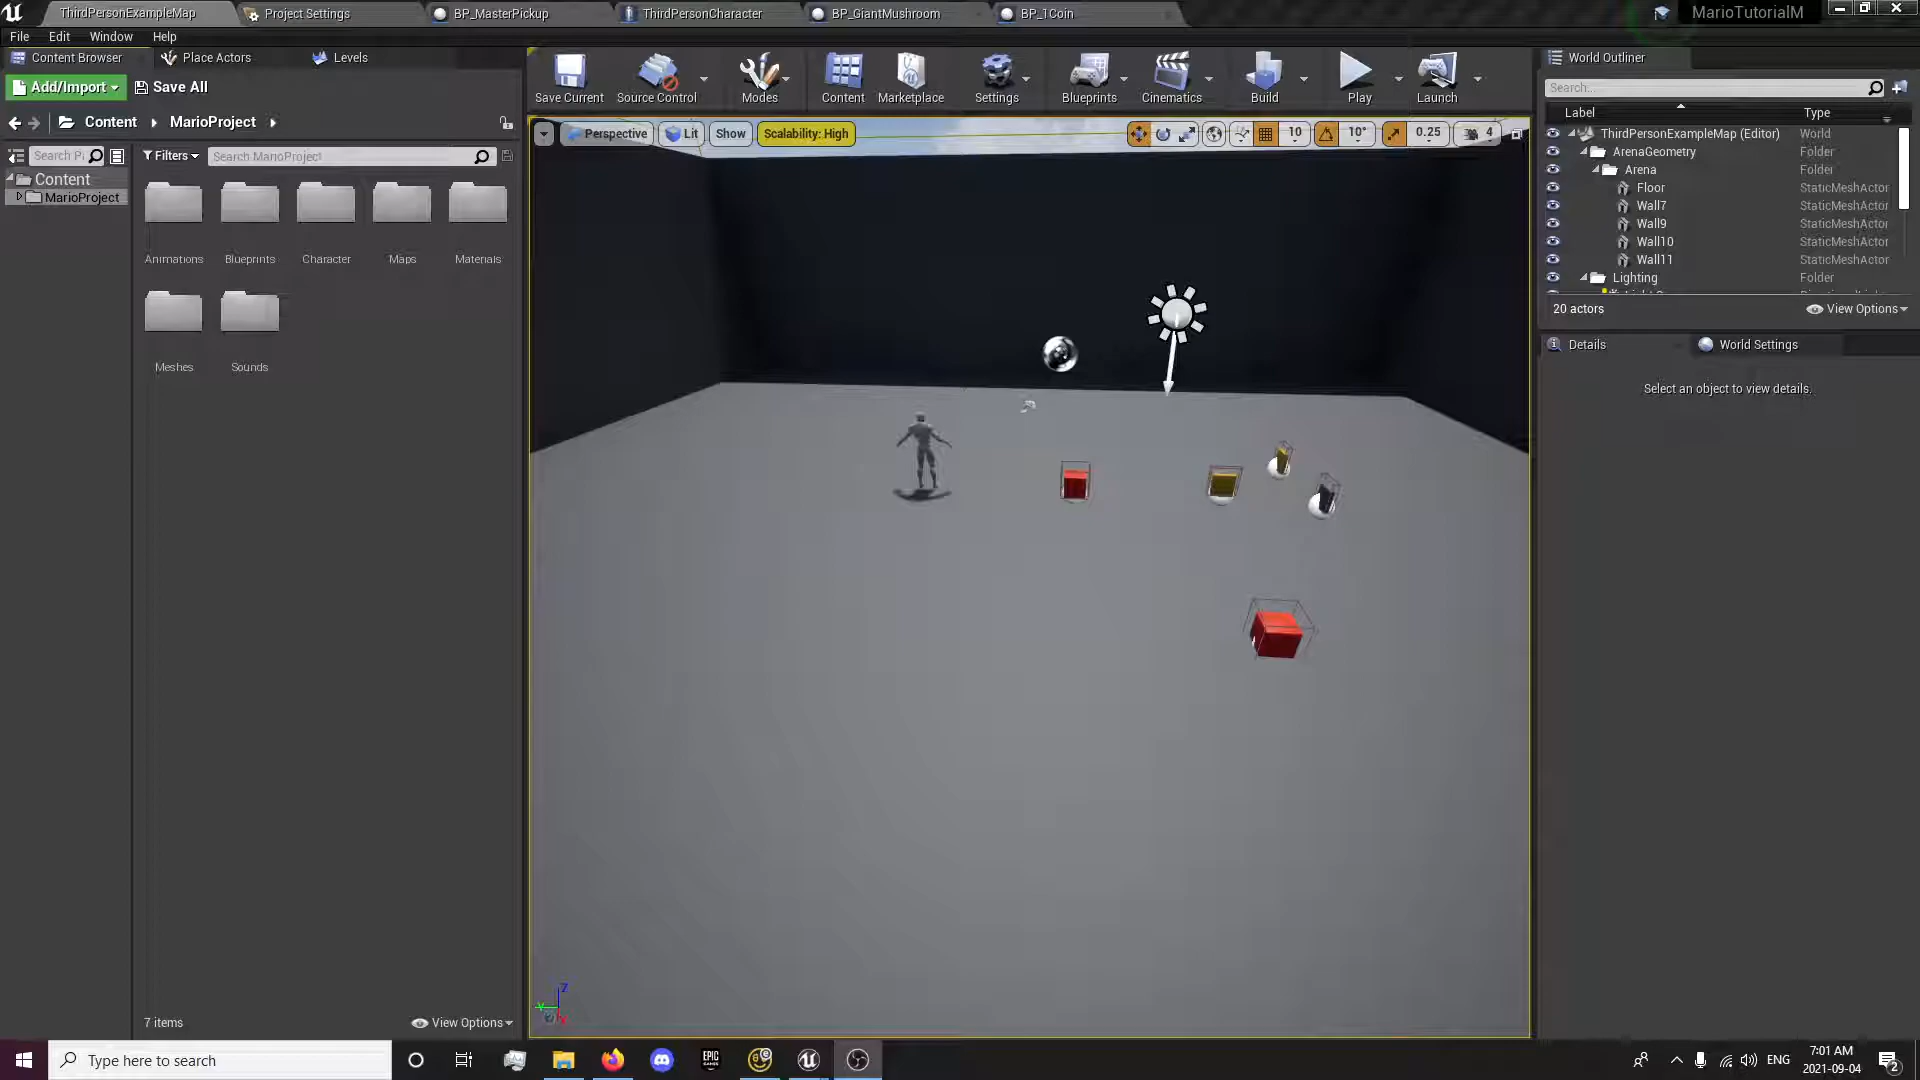 ThirdPersonExampleMap
Project Settings
BP_MasterPickup
ThirdPersonCharacter
BP_GiantMushroom
BP_1Coin
MarioTutorialM
File Edit Window Help
Content Browser
Place Actors
Levels
Add/Import
Save All
Content
MarioProject
Filters
Search MarioProject
Content
MarioProject
Animations
Blueprints
Character
Maps
Materials
Meshes
Sounds
7 items
View Options
Save Current
Source Control
Modes
Content
Marketplace
Settings
Blueprints
Cinematics
Build
Play
Launch
Perspective
Lit
Show
Scalability: High
10
10°
0.25
4
Z
World Outliner
Search...
Label
Type
ThirdPersonExampleMap (Editor)
World
ArenaGeometry
Folder
Arena
Folder
Floor
StaticMeshActor
Wall7
StaticMeshActor
Wall9
StaticMeshActor
Wall10
StaticMeshActor
Wall11
StaticMeshActor
Lighting
Folder
20 actors
View Options
Details
World Settings
Select an object to view details.
Type here to search
EPIC
ENG
7:01 AM
2021-09-04
2